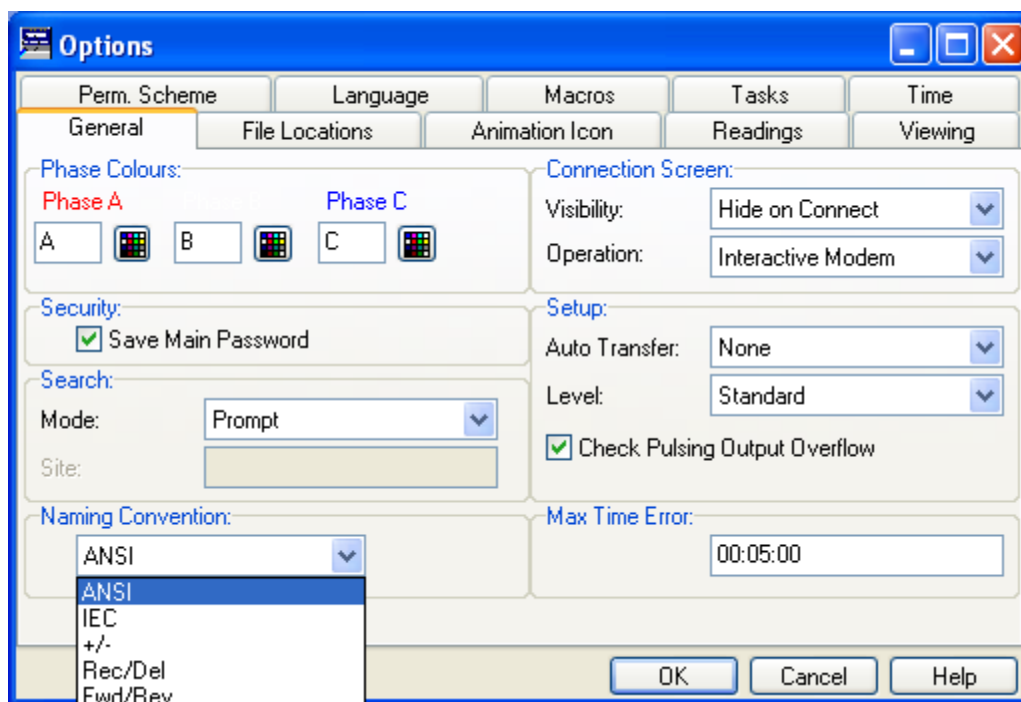 Options
Perm. Scheme Language Macros Tasks Time
General File Locations Animation Icon Readings Viewing
Phase Colours:
Phase A Phase C
A B C
Security:
Save Main Password
Search:
Mode: Prompt
Site:
Naming Convention:
ANSI
ANSI
IEC
+/-
Rec/Del
Fwd/Rev
Connection Screen:
Visibility: Hide on Connect
Operation: Interactive Modem
Setup:
Auto Transfer: None
Level: Standard
Check Pulsing Output Overflow
Max Time Error:
00:05:00
OK Cancel Help